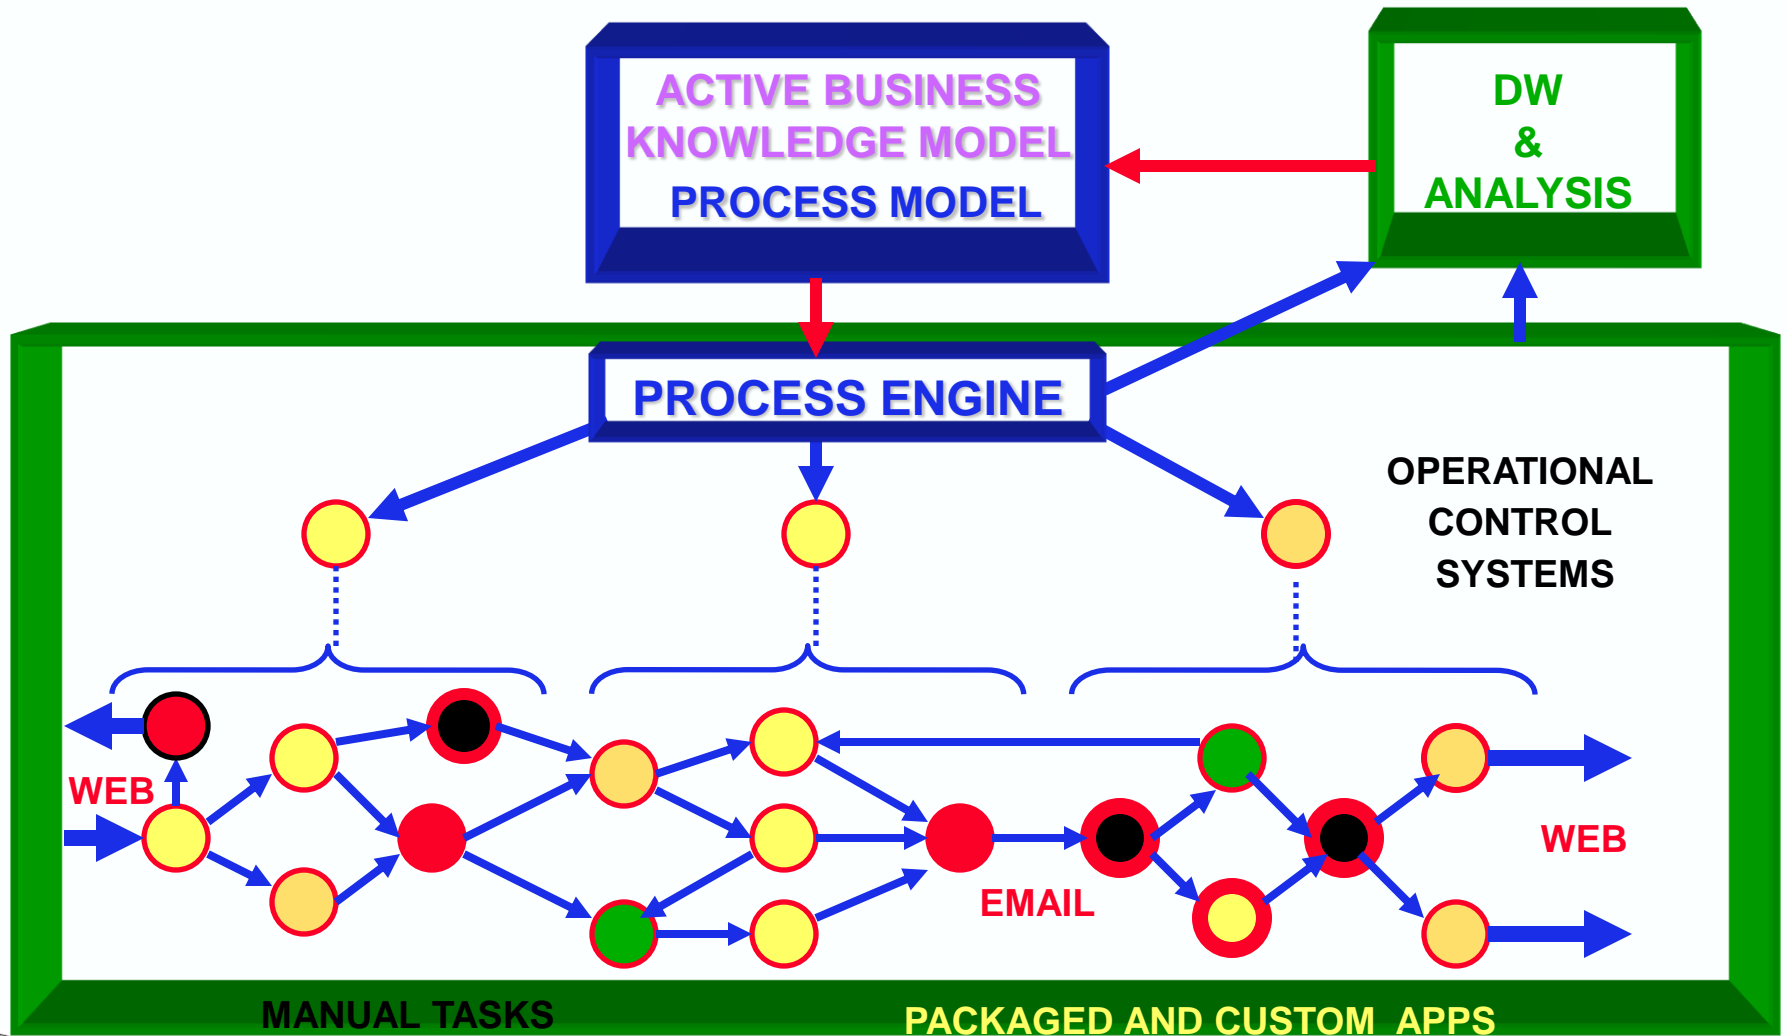 ACTIVE BUSINESS
KNOWLEDGE MODEL
PROCESS MODEL
DW
&
ANALYSIS
PROCESS ENGINE
OPERATIONAL
CONTROL
SYSTEMS
WEB
WEB
EMAIL
MANUAL TASKS
PACKAGED AND CUSTOM APPS